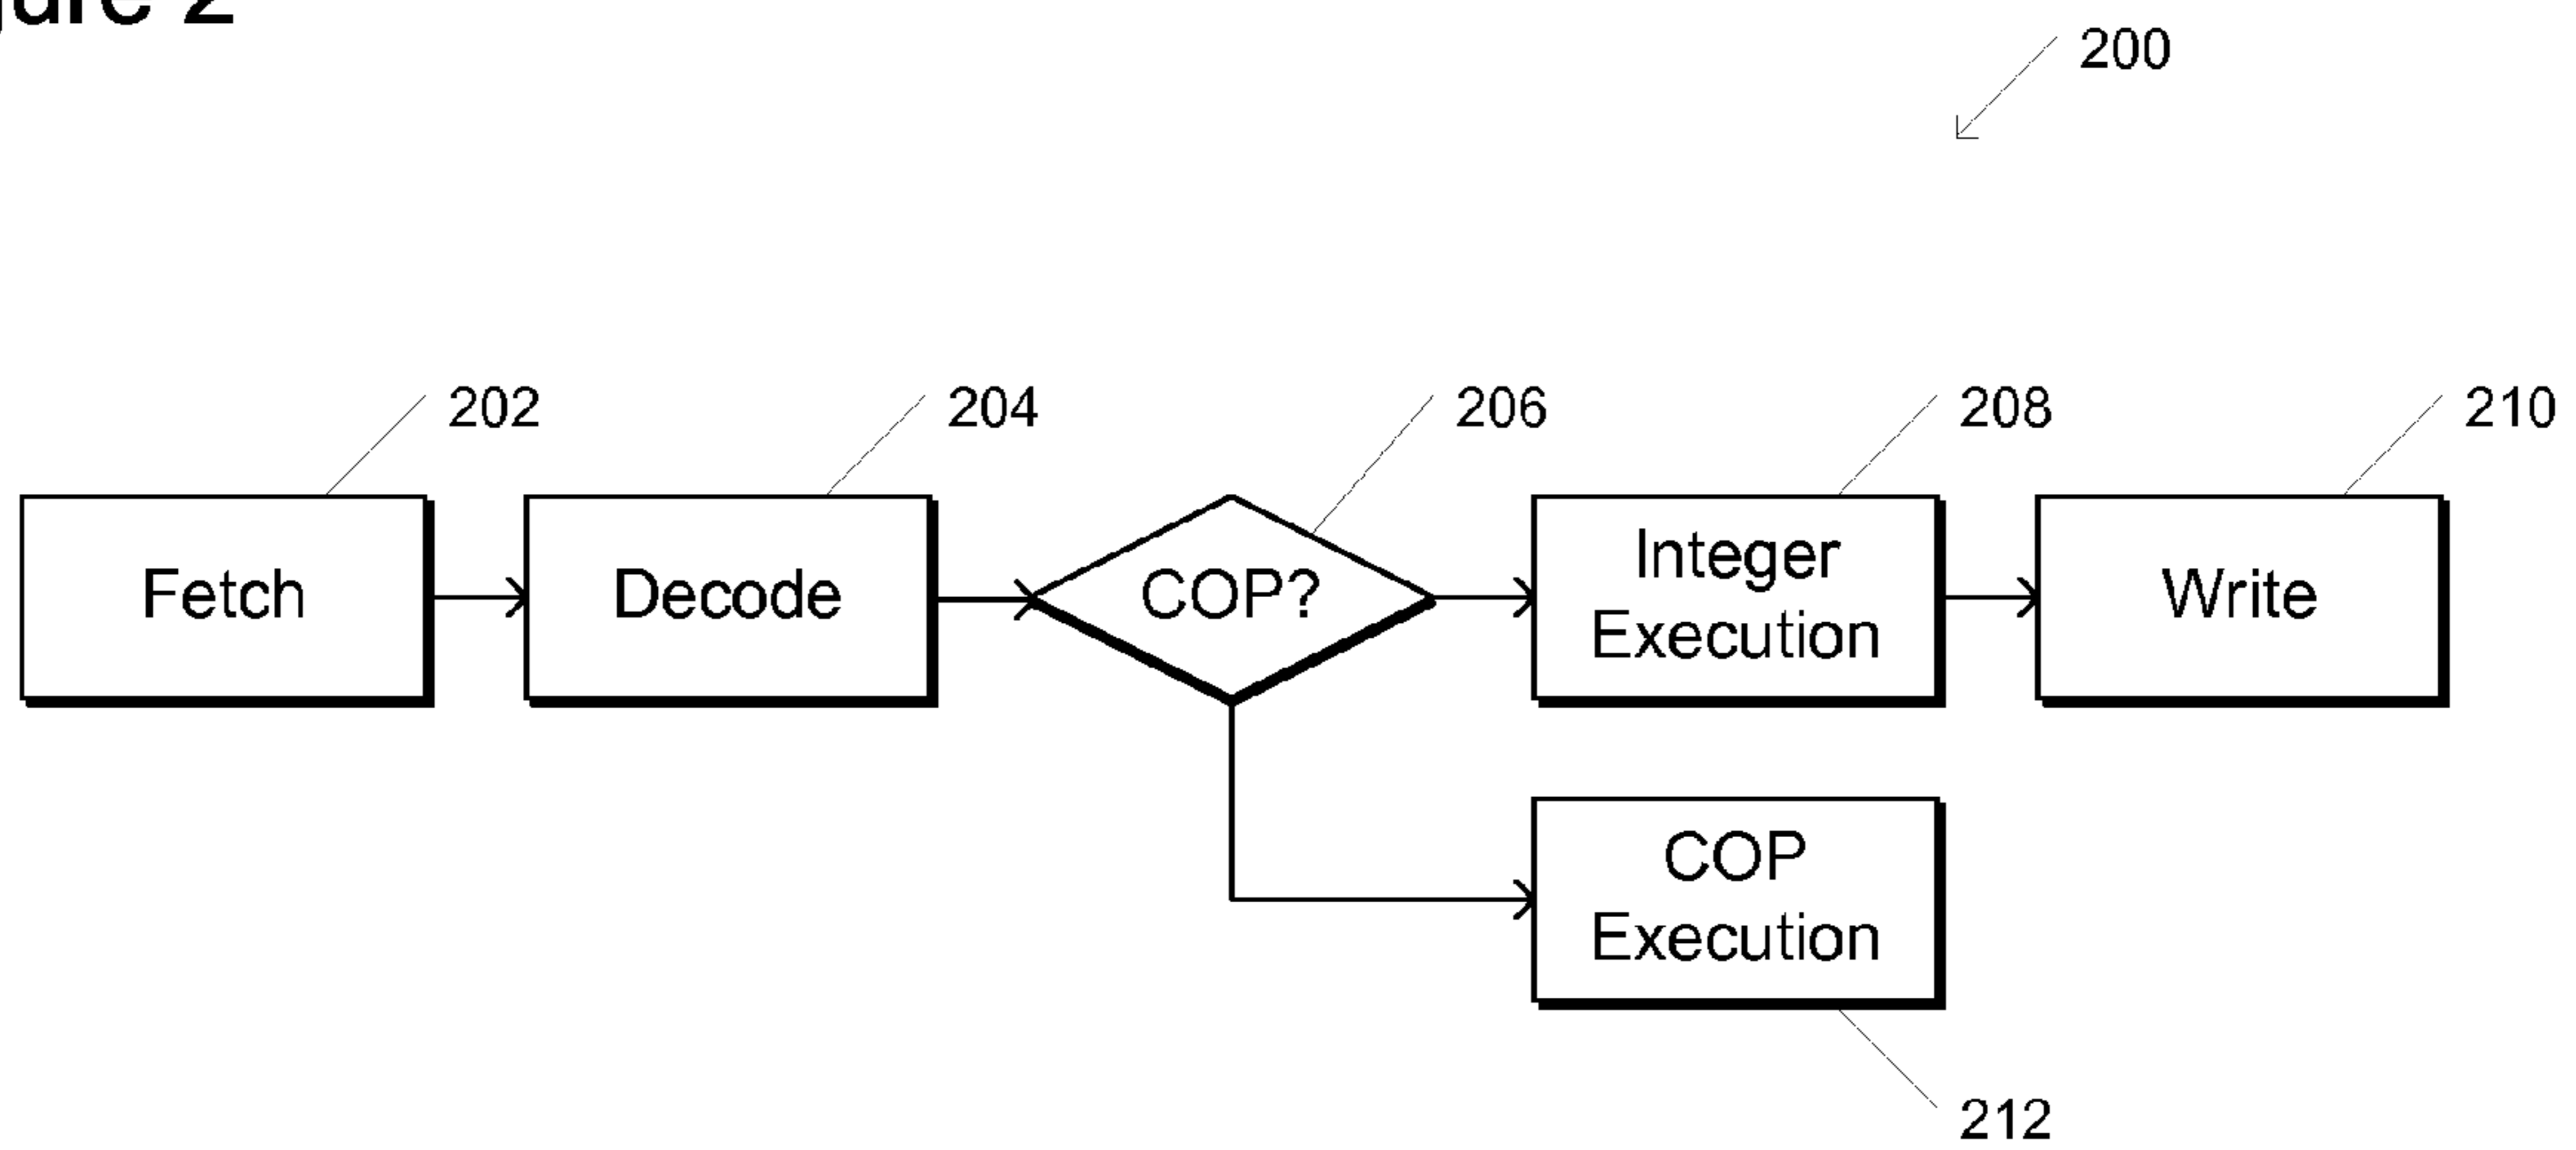 200
202
204
206
208
210
Fetch
Decode
COP?
Integer
Execution
Write
COP
Execution
212